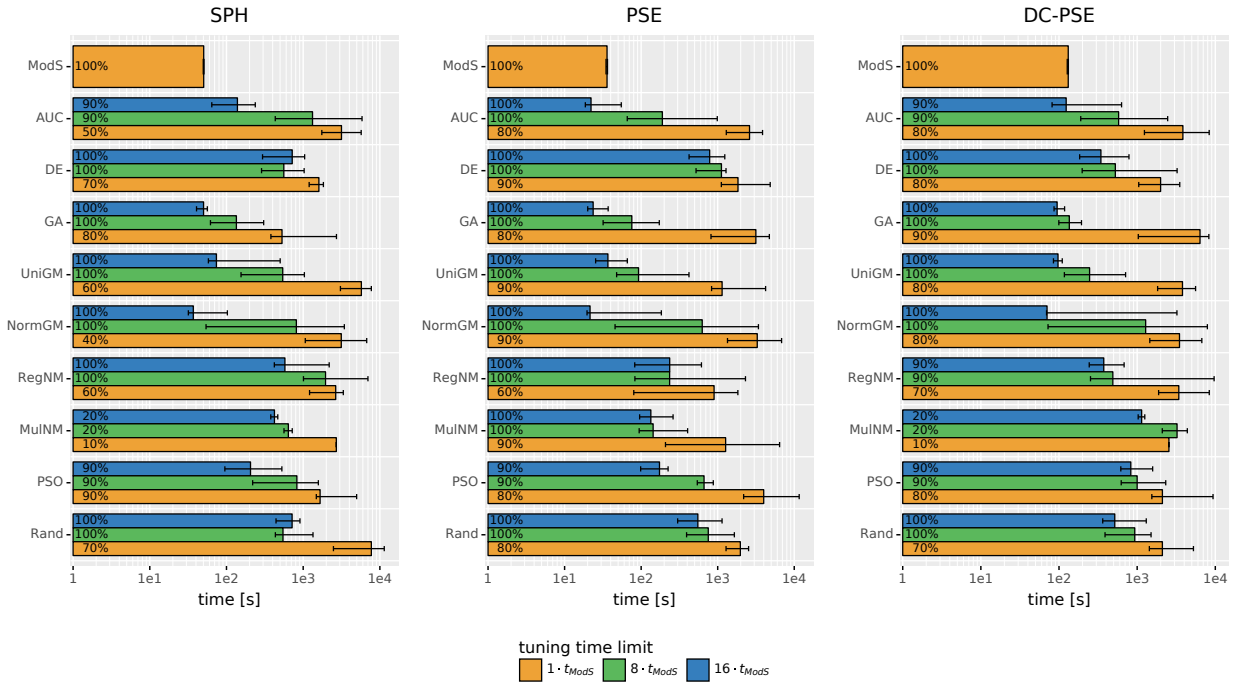 SPH
ModS
100%
AUC
90%
90%
50%
DE
100%
100%
70%
GA
100%
100%
80%
UniGM
100%
100%
60%
NormGM
100%
100%
40%
RegNM
100%
100%
60%
MulNM
20%
20%
10%
PSO
90%
90%
90%
Rand
100%
100%
70%
1 1e1 1e2 1e3 1e4
time [s]
PSE
ModS
100%
AUC
100%
100%
80%
DE
100%
100%
90%
GA
100%
100%
80%
UniGM
100%
100%
90%
NormGM
100%
100%
90%
RegNM
100%
100%
60%
MulNM
100%
100%
90%
PSO
90%
90%
80%
Rand
100%
100%
80%
1 1e1 1e2 1e3 1e4
time [s]
DC-PSE
ModS
100%
AUC
90%
90%
80%
DE
100%
100%
80%
GA
100%
100%
90%
UniGM
100%
100%
80%
NormGM
100%
100%
80%
RegNM
90%
90%
70%
MulNM
20%
20%
10%
PSO
90%
90%
80%
Rand
100%
100%
70%
1 1e1 1e2 1e3 1e4
time [s]
tuning time limit
1 · t_ModS 8 · t_ModS 16 · t_ModS